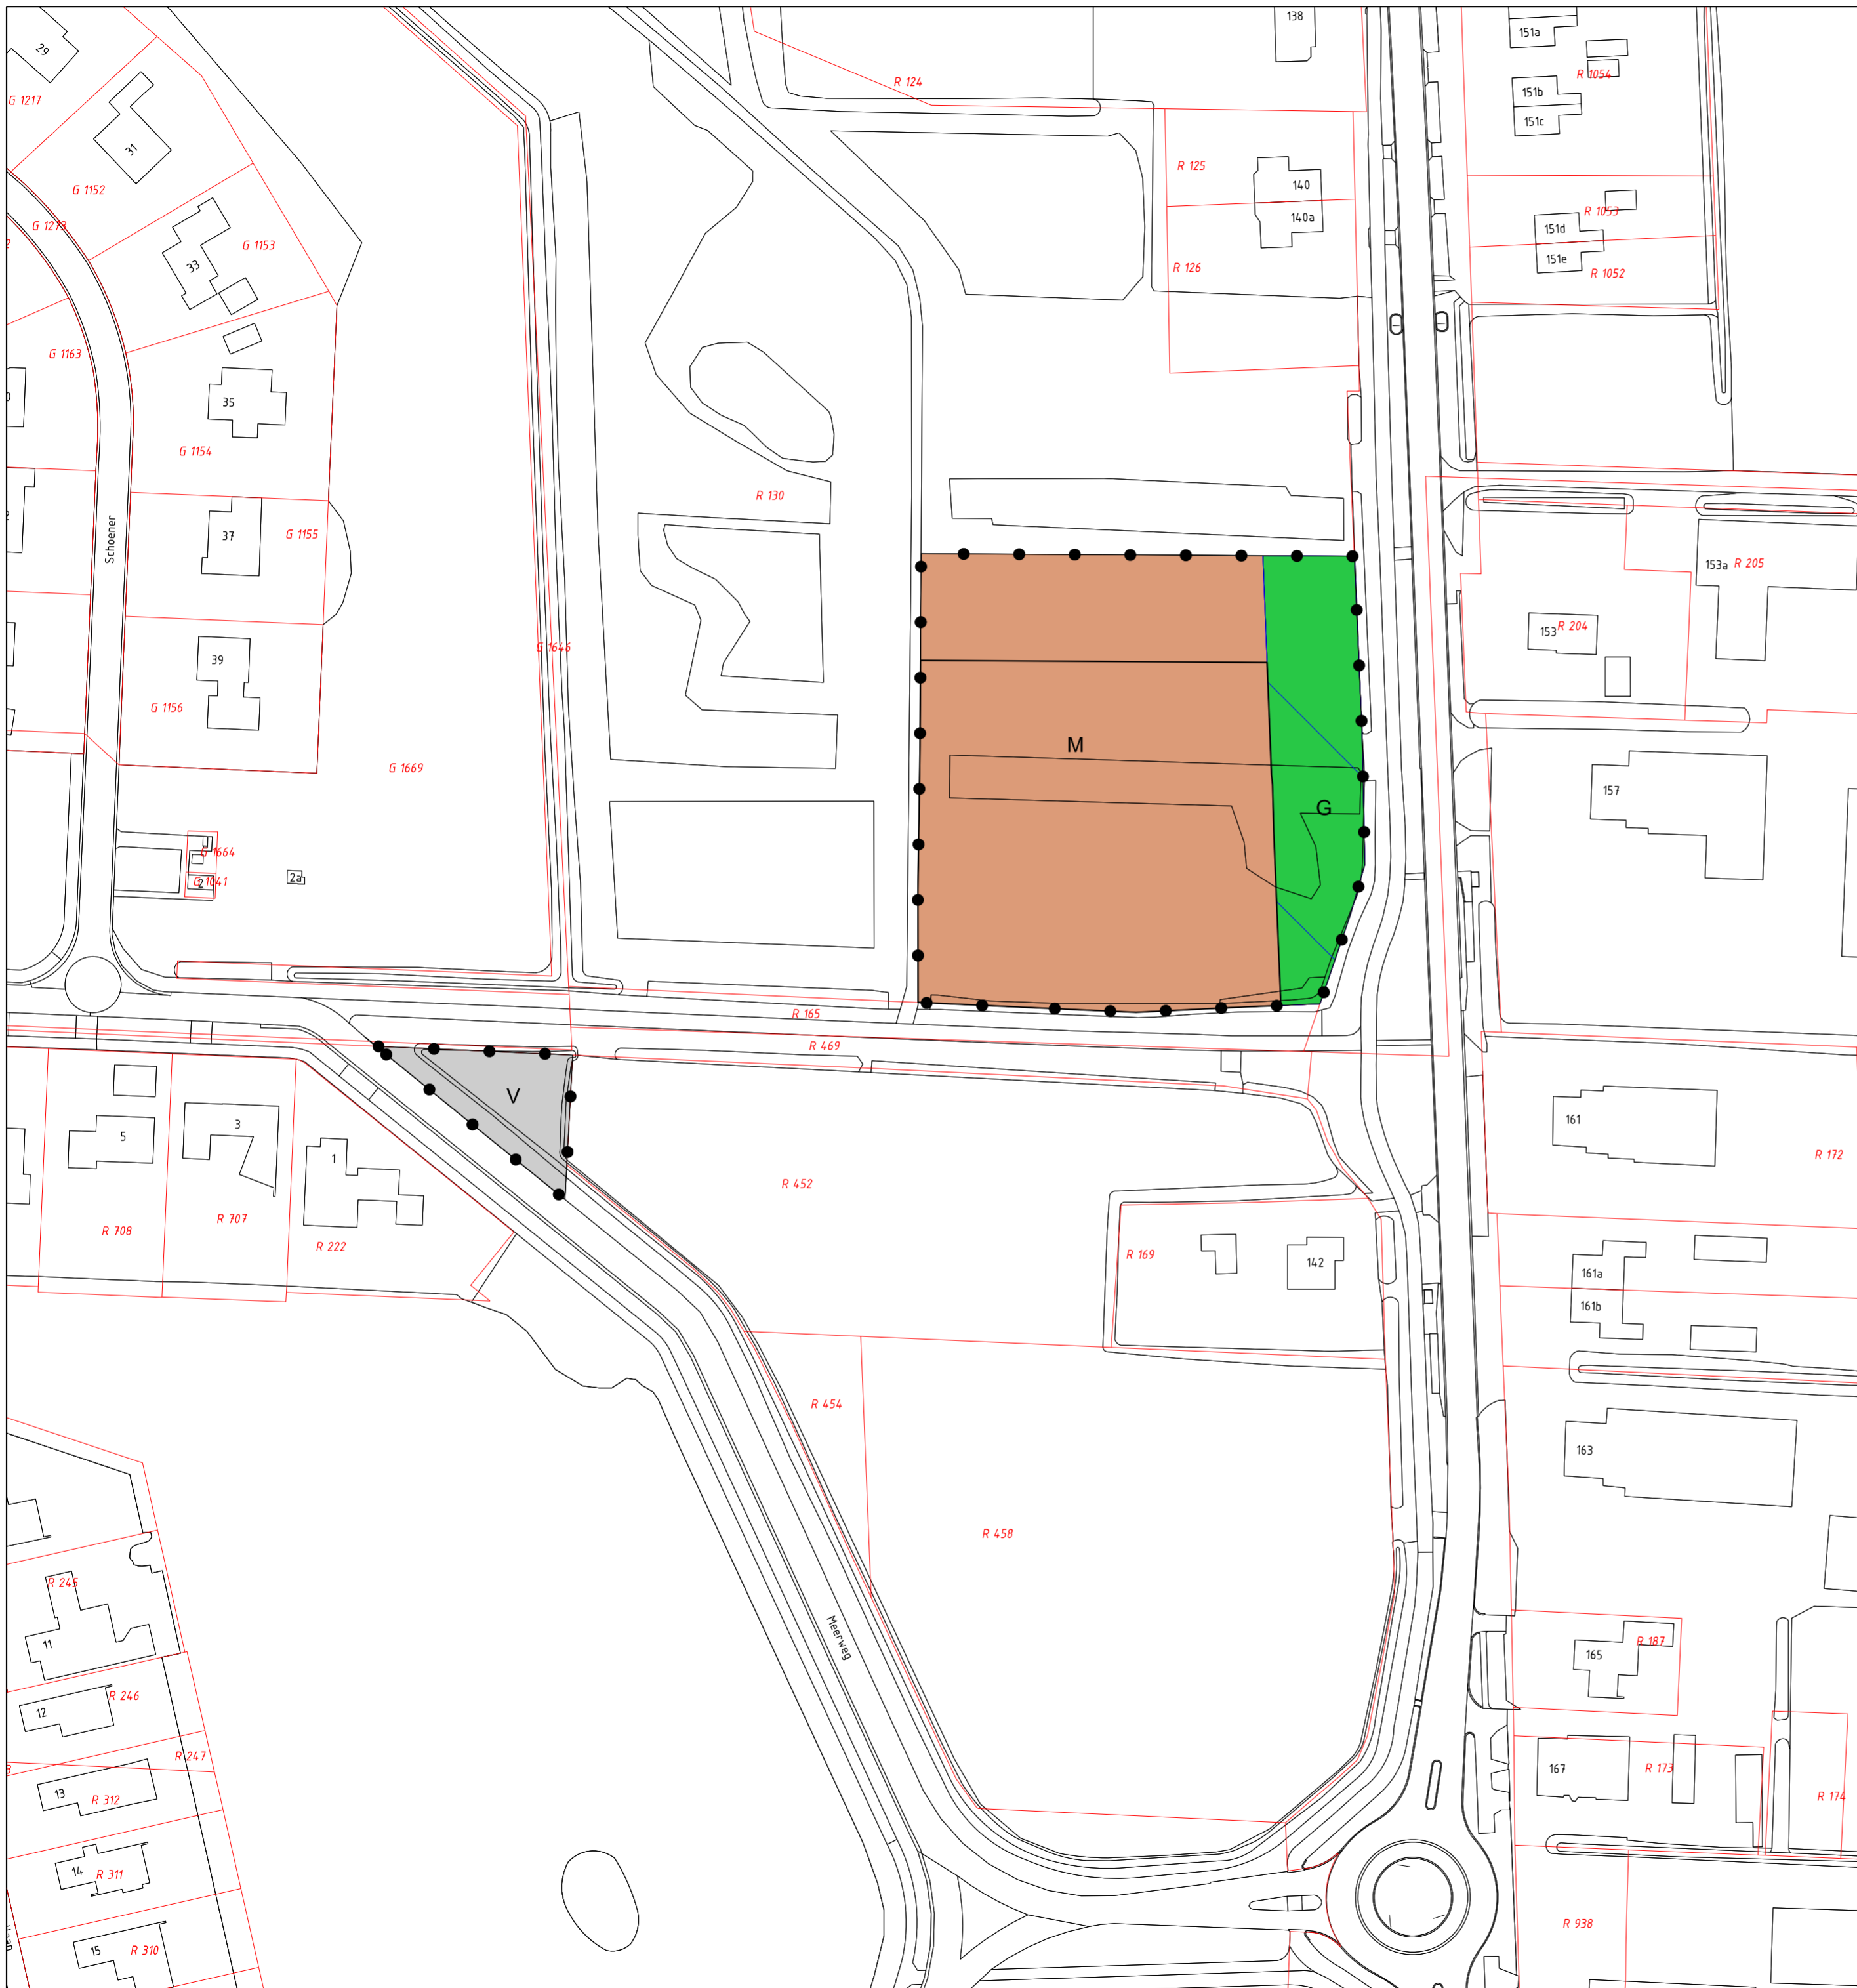 29
138
151a
G 1217
R 124
R 1054
151b
151c
31
G 1152
R 125
140
140a
G 1273
G 1153
R 1053
151d
151e
33
R 126
R 1052
G 1163
35
G 1154
R 130
Schoener
37
G 1155
153a
R 205
153
R 204
39
G 1646
G 1156
M
G 1669
157
G
G 1664
G 1041
2
2a
R 165
R 469
V
5
3
1
161
R 172
R 452
R 708
R 707
R 222
R 169
142
161a
161b
R 454
163
R 458
R 245
11
Meerweg
165
R 187
R 246
12
R 247
13
R 312
167
R 173
R 174
14
R 311
R 938
15
R 310